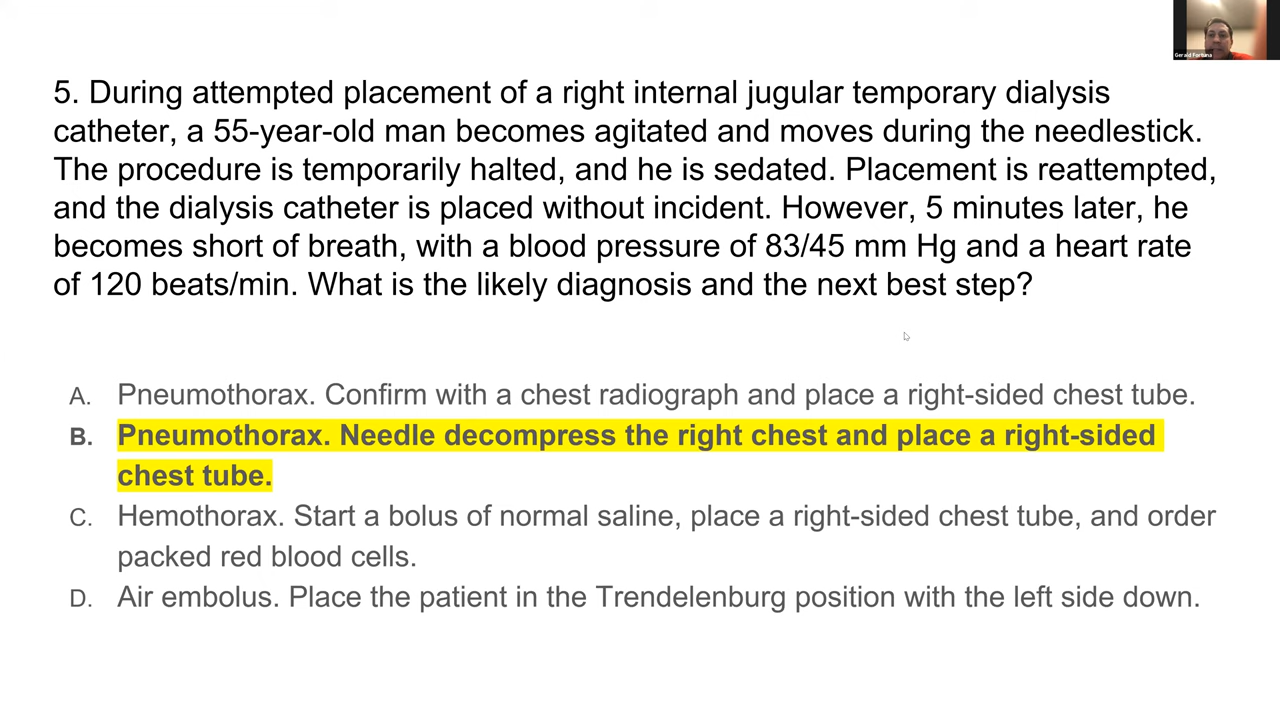 Gerald Fortuna
5. During attempted placement of a right internal jugular temporary dialysis
catheter, a 55-year-old man becomes agitated and moves during the needlestick.
The procedure is temporarily halted, and he is sedated. Placement is reattempted,
and the dialysis catheter is placed without incident. However, 5 minutes later, he
becomes short of breath, with a blood pressure of 83/45 mm Hg and a heart rate
of 120 beats/min. What is the likely diagnosis and the next best step?
A. Pneumothorax. Confirm with a chest radiograph and place a right-sided chest tube.
B. Pneumothorax. Needle decompress the right chest and place a right-sided
chest tube.
C. Hemothorax. Start a bolus of normal saline, place a right-sided chest tube, and order
packed red blood cells.
D. Air embolus. Place the patient in the Trendelenburg position with the left side down.